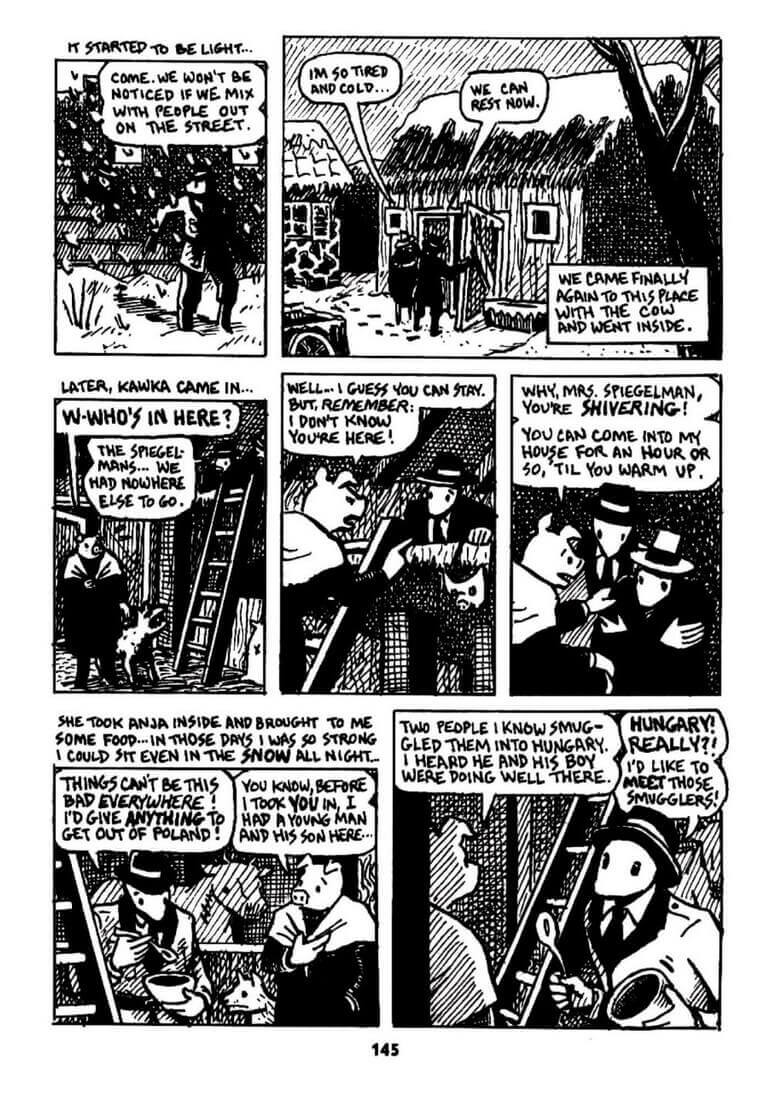 IT STARTED TO BE LIGHT...
COME. WE WON'T BE
NOTICED IF WE MIX
WITH PEOPLE OUT
ON THE STREET.
I'M SO TIRED
AND COLD...
WE CAN
REST NOW.
WE CAME FINALLY
AGAIN TO THIS PLACE
WITH THE COW
AND WENT INSIDE.
LATER, KAWKA CAME IN...
W-WHO'S IN HERE?
THE SPIEGEL-
MANS... WE
HAD NOWHERE
ELSE TO GO.
WELL... I GUESS YOU CAN STAY.
BUT, REMEMBER:
I DON'T KNOW
YOU'RE HERE!
WHY, MRS. SPIEGELMAN,
YOU'RE SHIVERING!
YOU CAN COME INTO MY
HOUSE FOR AN HOUR OR
SO, 'TIL YOU WARM UP.
SHE TOOK ANJA INSIDE AND BROUGHT TO ME
SOME FOOD... IN THOSE DAYS I WAS SO STRONG
I COULD SIT EVEN IN THE SNOW ALL NIGHT...
THINGS CAN'T BE THIS
BAD EVERYWHERE!
I'D GIVE ANYTHING TO
GET OUT OF POLAND!
YOU KNOW, BEFORE
I TOOK YOU IN, I
HAD A YOUNG MAN
AND HIS SON HERE...
TWO PEOPLE I KNOW SMUG-
GLED THEM INTO HUNGARY.
I HEARD HE AND HIS BOY
WERE DOING WELL THERE.
HUNGARY!
REALLY?!
I'D LIKE TO
MEET THOSE
SMUGGLERS!
145